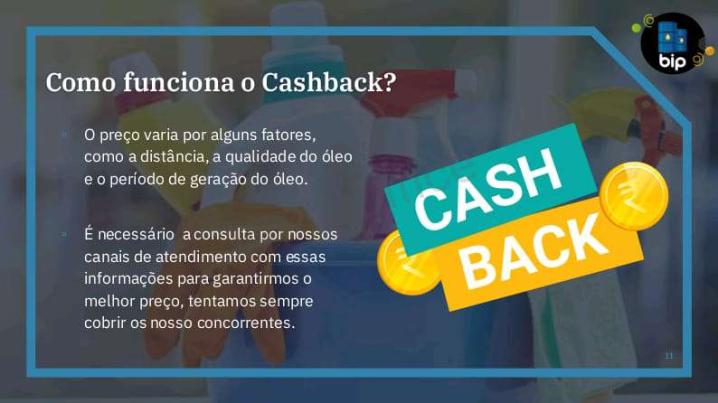 bip
Como funciona o Cashback?
O preço varia por alguns fatores,
como a distância, a qualidade do óleo
e o período de geração do óleo.
É necessário a consulta por nossos
canais de atendimento com essas
informações para garantirmos o
melhor preço, tentamos sempre
cobrir os nosso concorrentes.
CASH
BACK
₹
₹
11